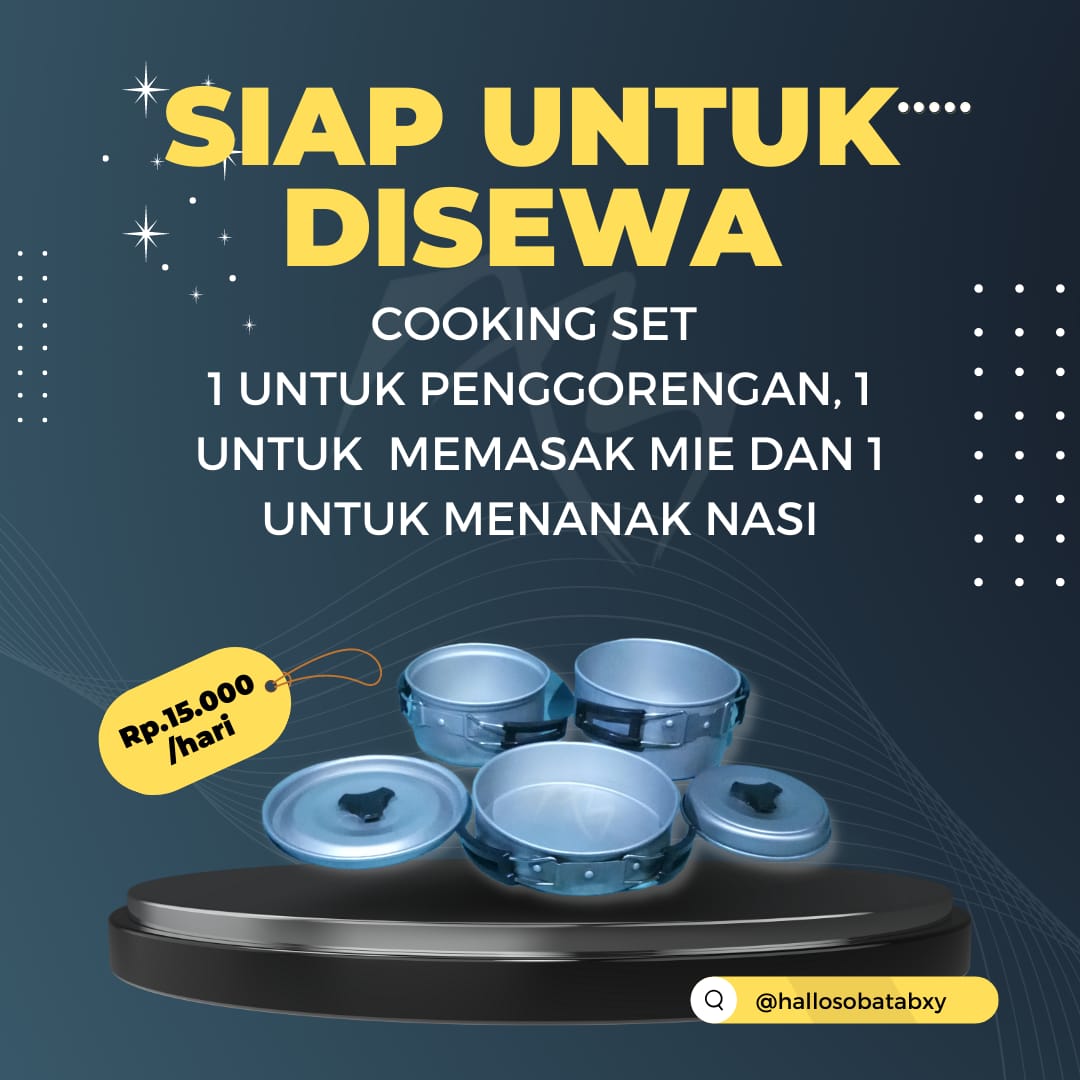 SIAP UNTUK
DISEWA
COOKING SET
1 UNTUK PENGGORENGAN, 1
UNTUK MEMASAK MIE DAN 1
UNTUK MENANAK NASI
Rp.15.000
/hari
@hallosobatabxy